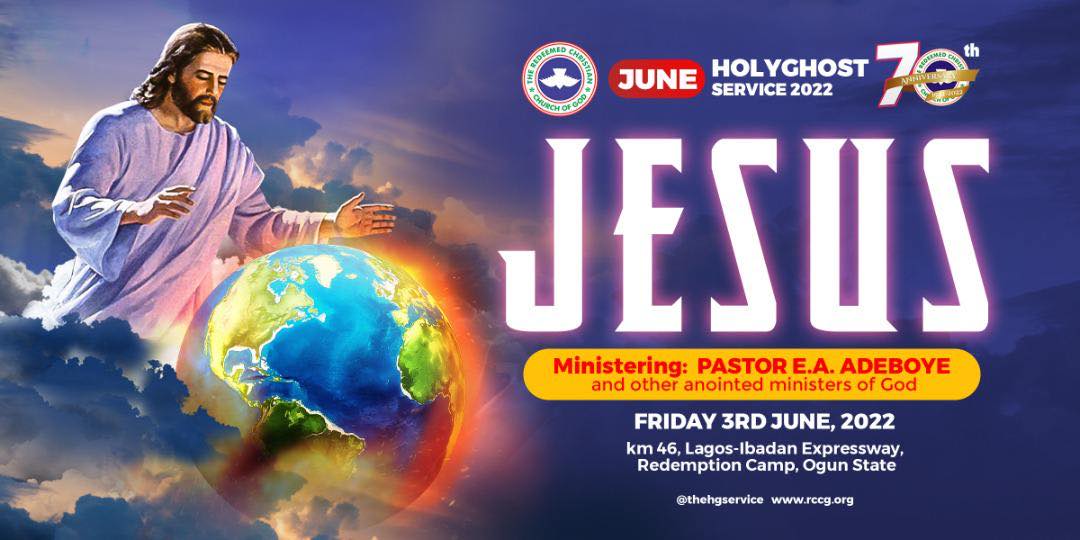 THE REDEEMED CHRISTIAN
CHURCH OF GOD
JUNE
HOLYGHOST
SERVICE 2022
70th
ANNIVERSARY
JESUS
Ministering: PASTOR E.A. ADEBOYE
and other anointed ministers of God
FRIDAY 3RD JUNE, 2022
km 46, Lagos-Ibadan Expressway,
Redemption Camp, Ogun State
@thehgservice www.rccg.org